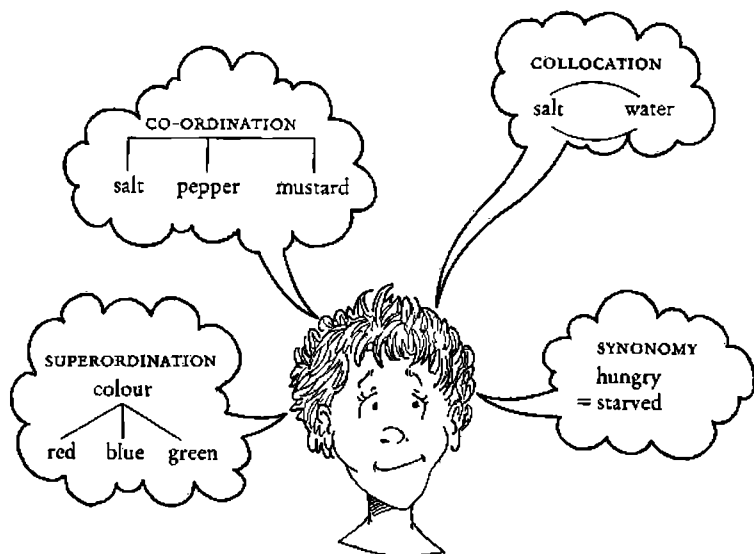 CO-ORDINATION
salt pepper mustard
COLLOCATION
salt water
SUPERORDINATION
colour
red blue green
SYNONOMY
hungry
= starved